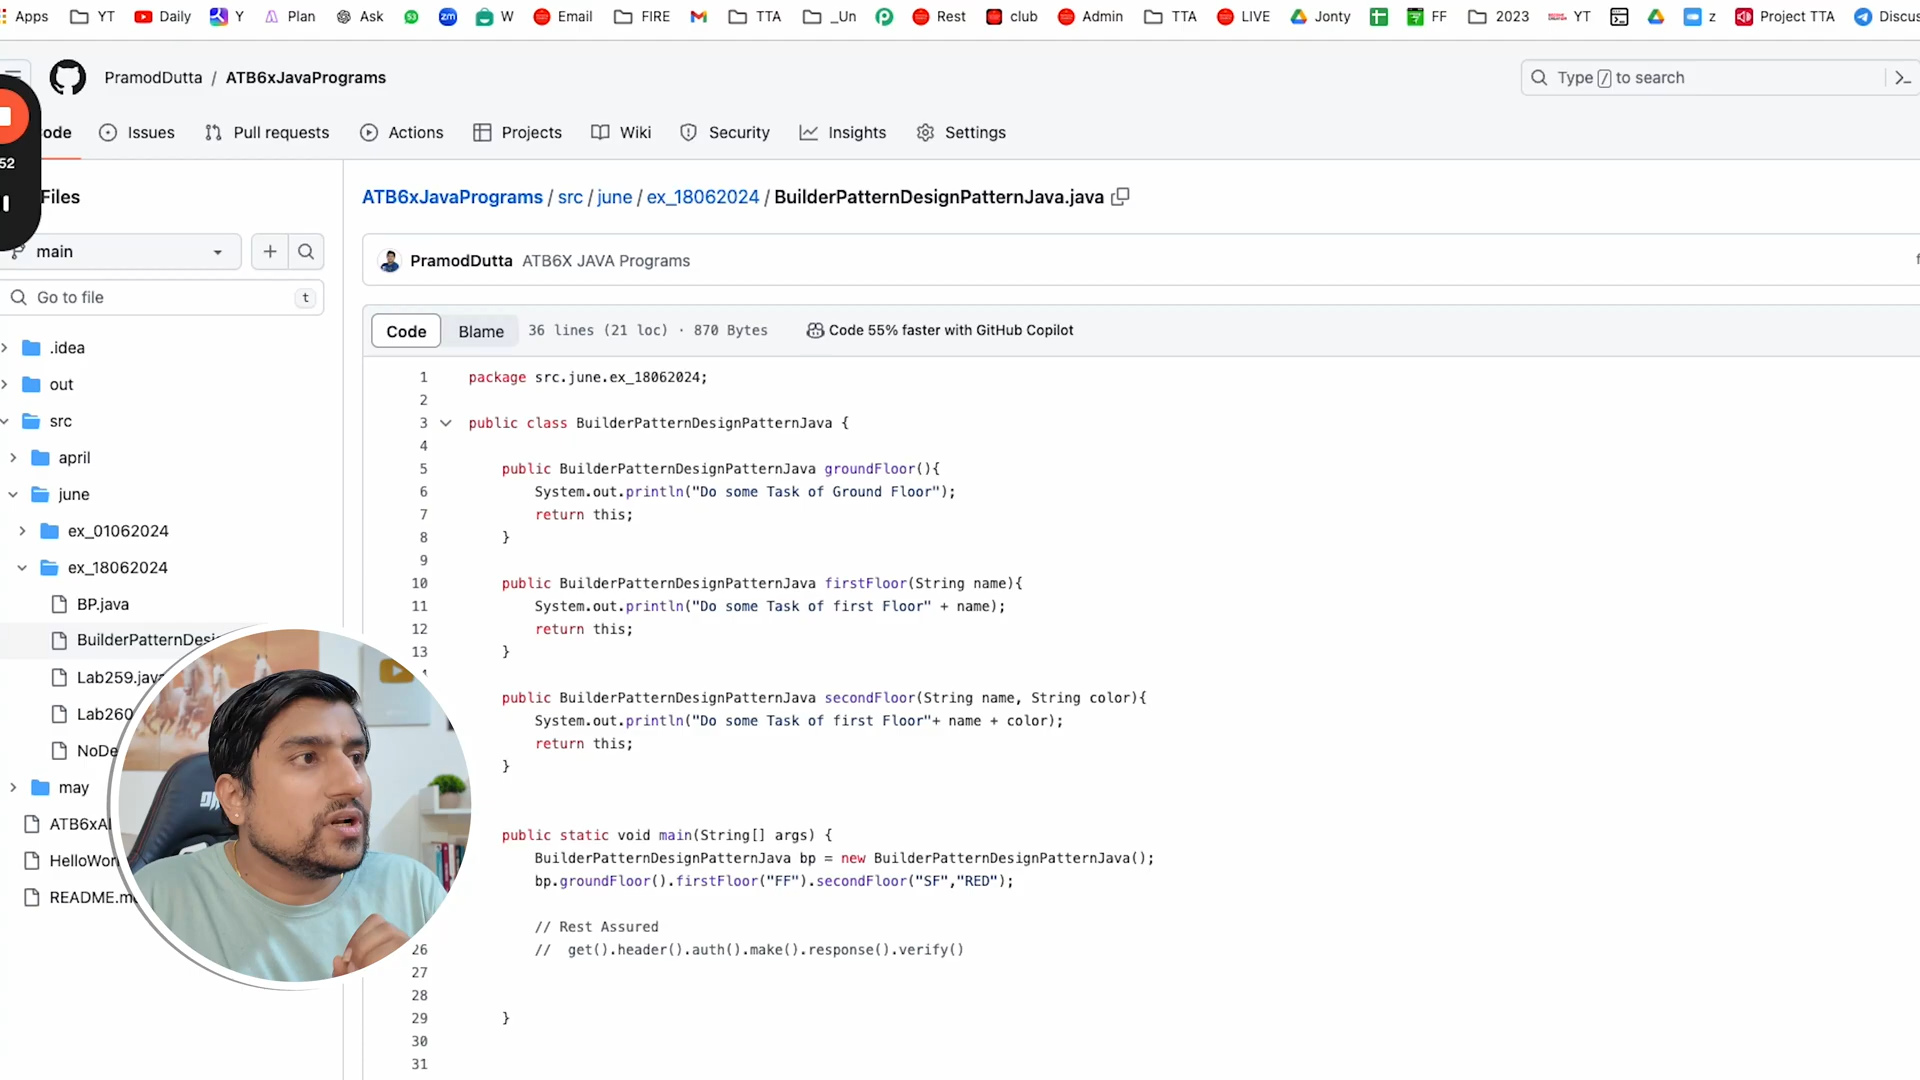 Apps YT Daily Y Plan Ask zm W Email FIRE TTA _Un Rest club Admin TTA LIVE Jonty FF 2023 YT z Project TTA Discus
PramodDutta / ATB6xJavaPrograms
Type / to search
ode Issues Pull requests Actions Projects Wiki Security Insights Settings
52
Files
main
Go to file t
.idea
out
src
april
june
ex_01062024
ex_18062024
BP.java
BuilderPatternDesi
Lab259.java
Lab260
NoDe
may
ATB6xA
HelloWor
README.m
ATB6xJavaPrograms / src / june / ex_18062024 / BuilderPatternDesignPatternJava.java
PramodDutta ATB6X JAVA Programs
Code Blame 36 lines (21 loc) · 870 Bytes Code 55% faster with GitHub Copilot
1 package src.june.ex_18062024;
2
3 public class BuilderPatternDesignPatternJava {
4
5 public BuilderPatternDesignPatternJava groundFloor(){
6 System.out.println("Do some Task of Ground Floor");
7 return this;
8 }
9
10 public BuilderPatternDesignPatternJava firstFloor(String name){
11 System.out.println("Do some Task of first Floor" + name);
12 return this;
13 }
public BuilderPatternDesignPatternJava secondFloor(String name, String color){
System.out.println("Do some Task of first Floor"+ name + color);
return this;
}
public static void main(String[] args) {
BuilderPatternDesignPatternJava bp = new BuilderPatternDesignPatternJava();
bp.groundFloor().firstFloor("FF").secondFloor("SF","RED");
// Rest Assured
26 // get().header().auth().make().response().verify()
27
28
29 }
30
31